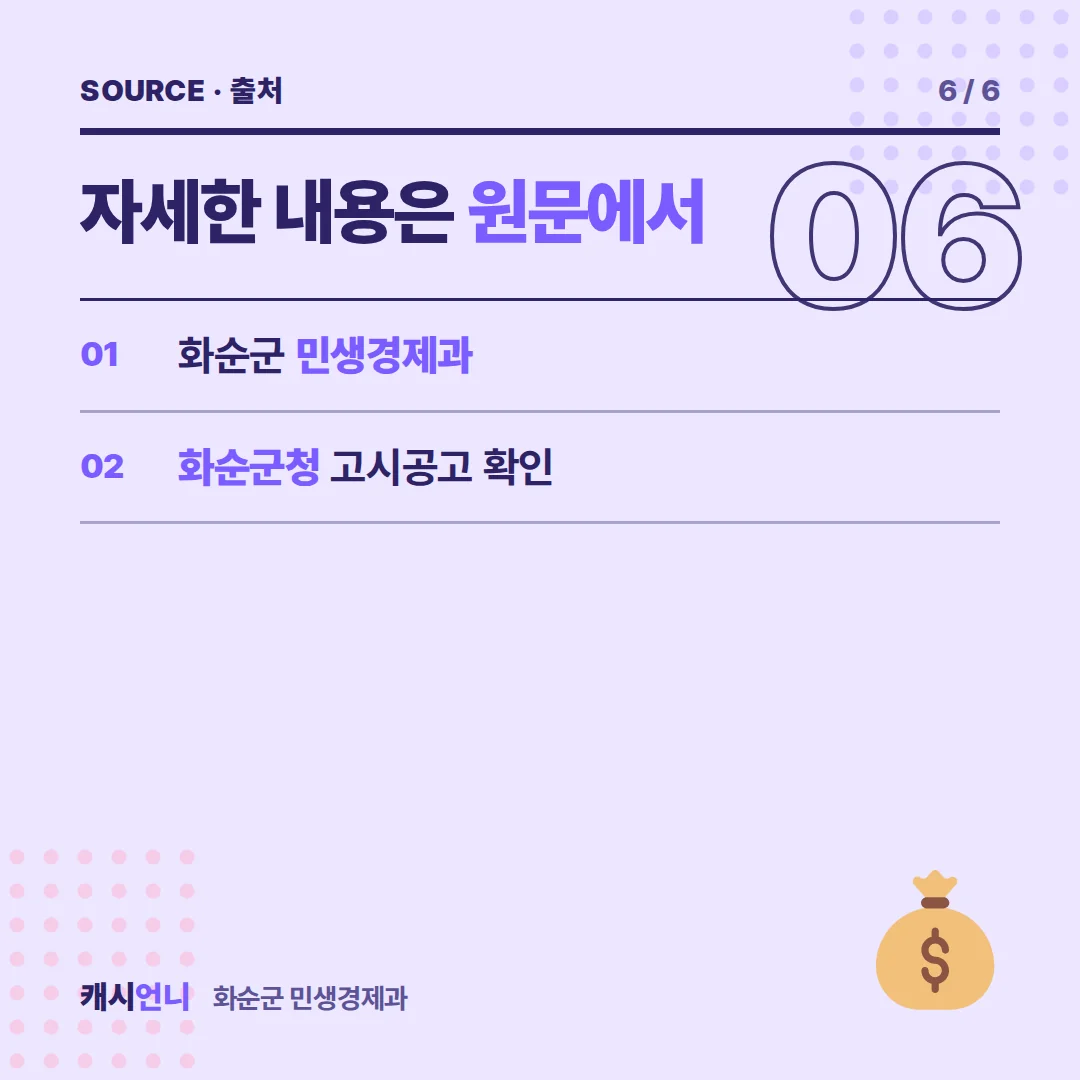 SOURCE · 출처
6 / 6
자세한 내용은 원문에서
06
01 화순군 민생경제과
02 화순군청 고시공고 확인
$
캐시언니 화순군 민생경제과